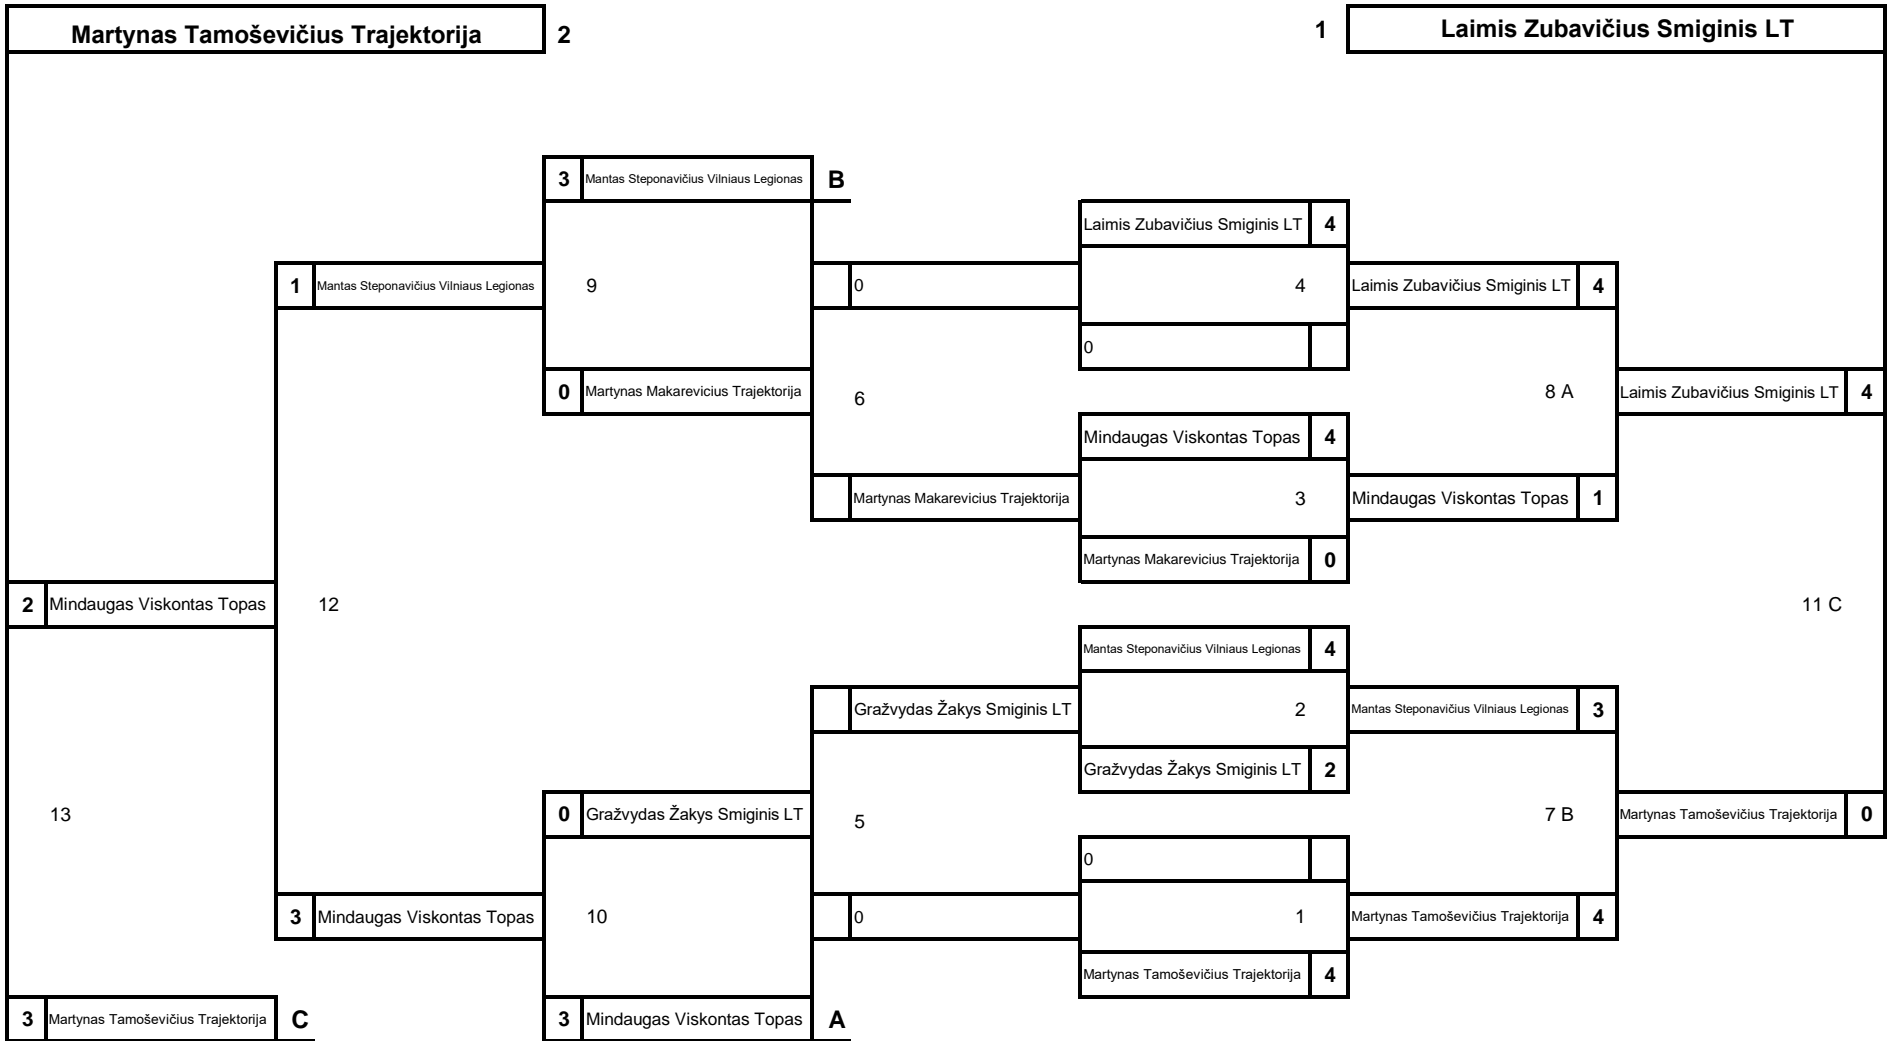 Martynas Tamoševičius Trajektorija 2 1 Laimis Zubavičius Smiginis LT
3 Mantas Steponavičius Vilniaus Legionas B
Laimis Zubavičius Smiginis LT 4
1 Mantas Steponavičius Vilniaus Legionas 9 0 4 Laimis Zubavičius Smiginis LT 4
0
0 Martynas Makarevicius Trajektorija 6 8 A Laimis Zubavičius Smiginis LT 4
Mindaugas Viskontas Topas 4
Martynas Makarevicius Trajektorija 3 Mindaugas Viskontas Topas 1
Martynas Makarevicius Trajektorija 0
2 Mindaugas Viskontas Topas 12 11 C
Mantas Steponavičius Vilniaus Legionas 4
Gražvydas Žakys Smiginis LT 2 Mantas Steponavičius Vilniaus Legionas 3
Gražvydas Žakys Smiginis LT 2
13 0 Gražvydas Žakys Smiginis LT 5 7 B Martynas Tamoševičius Trajektorija 0
0
3 Mindaugas Viskontas Topas 10 0 1 Martynas Tamoševičius Trajektorija 4
Martynas Tamoševičius Trajektorija 4
3 Martynas Tamoševičius Trajektorija C 3 Mindaugas Viskontas Topas A